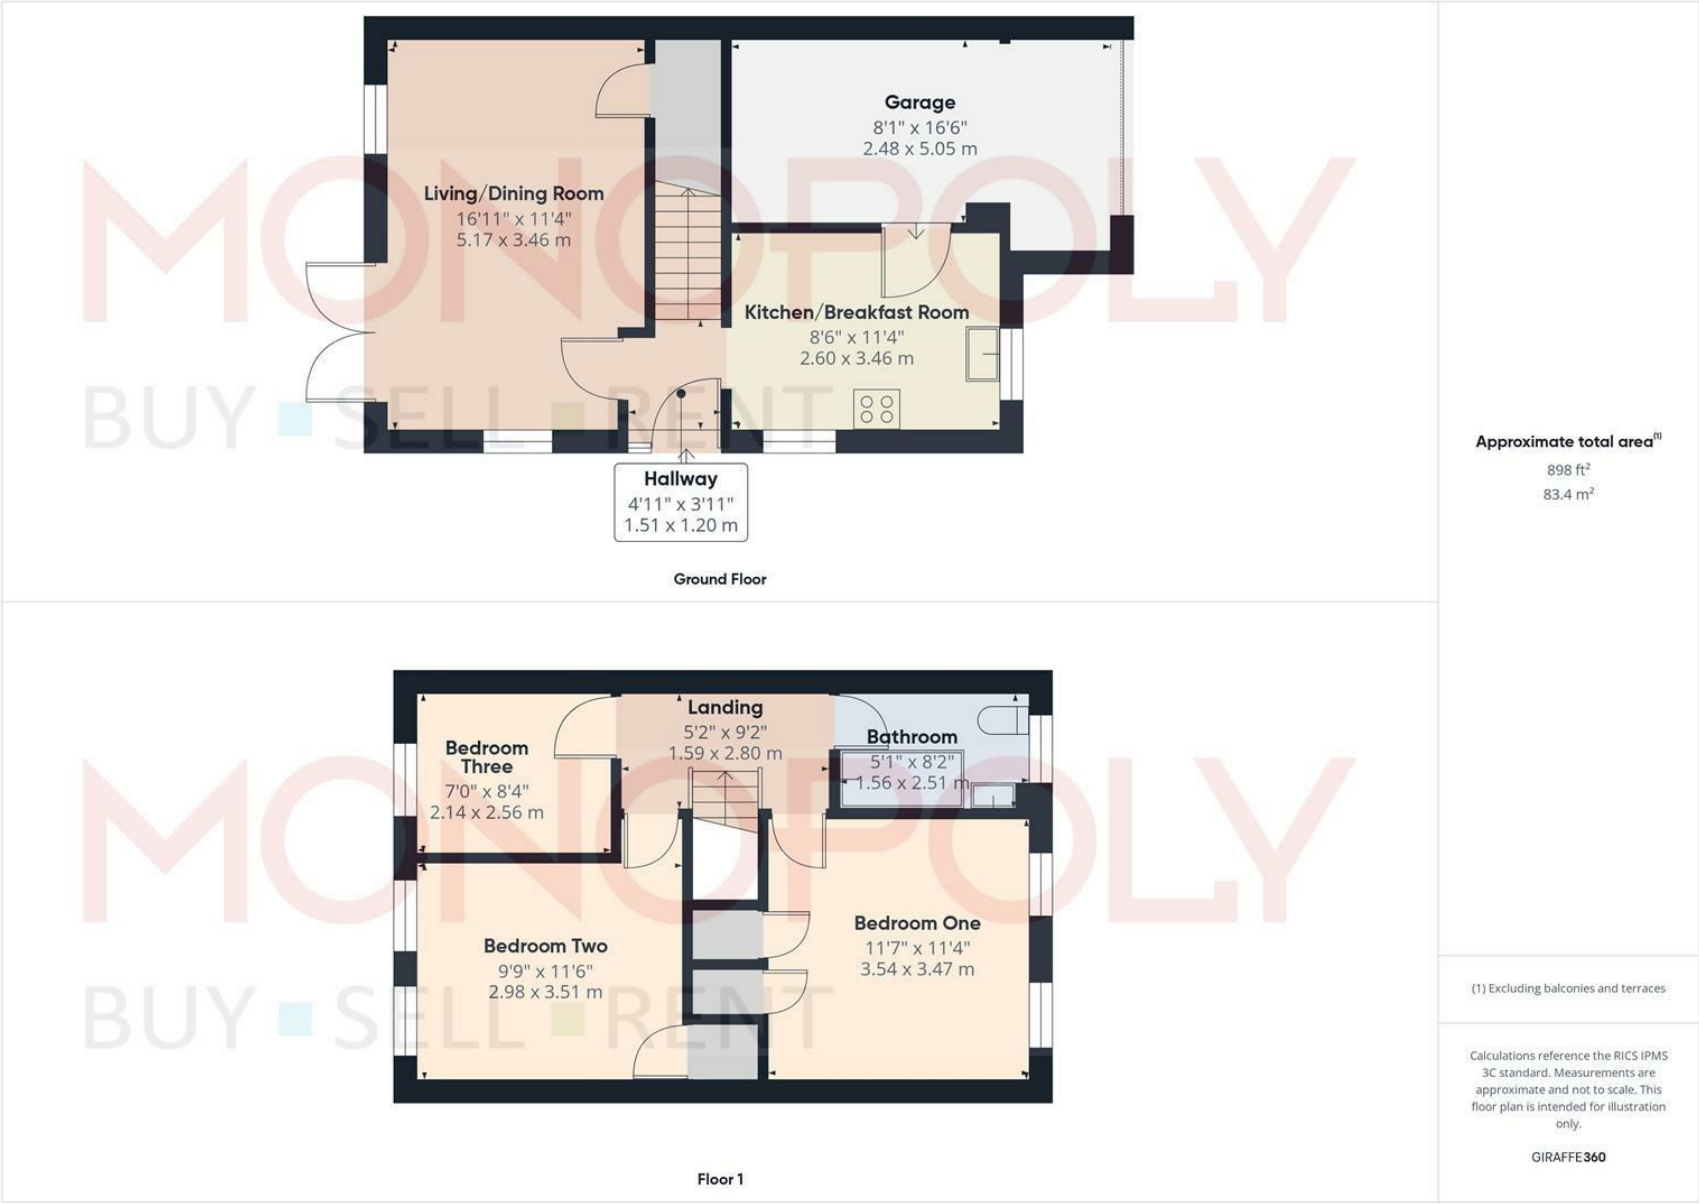 Garage
8'1" x 16'6"
2.48 x 5.05 m
Living/Dining Room
16'11" x 11'4"
5.17 x 3.46 m
Kitchen/Breakfast Room
8'6" x 11'4"
2.60 x 3.46 m
Hallway
4'11" x 3'11"
1.51 x 1.20 m
MONOPOLY
BUY SELL RENT
Ground Floor
Landing
5'2" x 9'2"
1.59 x 2.80 m
Bathroom
5'1" x 8'2"
1.56 x 2.51 m
Bedroom
Three
7'0" x 8'4"
2.14 x 2.56 m
Bedroom One
11'7" x 11'4"
3.54 x 3.47 m
Bedroom Two
9'9" x 11'6"
2.98 x 3.51 m
MONOPOLY
BUY SELL RENT
Floor 1
Approximate total area(1)
898 ft²
83.4 m²
(1) Excluding balconies and terraces
Calculations reference the RICS IPMS
3C standard. Measurements are
approximate and not to scale. This
floor plan is intended for illustration
only.
GIRAFFE360